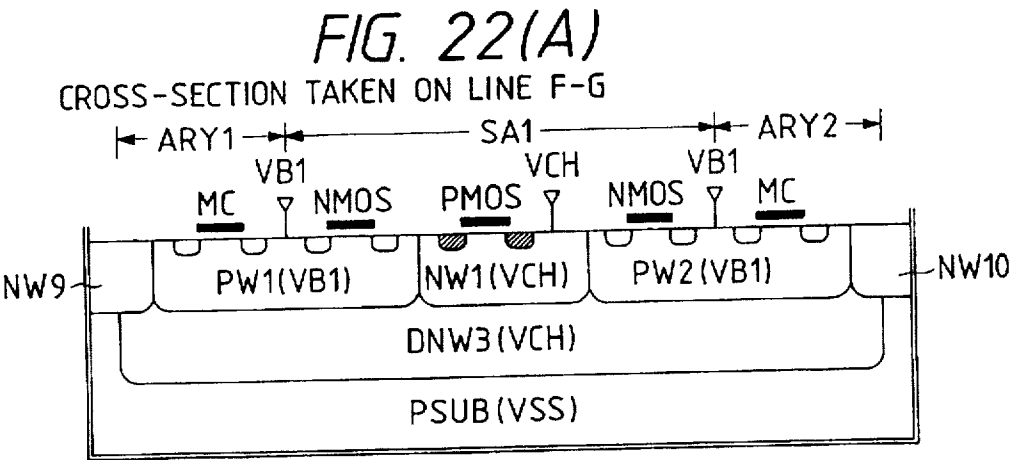 FIG. 22(A)
CROSS-SECTION TAKEN ON LINE F-G
ARY1 SA1 ARY2
VB1 VCH VB1
MC NMOS PMOS NMOS MC
NW9 PW1(VB1) NW1(VCH) PW2(VB1) NW10
DNW3(VCH)
PSUB(VSS)